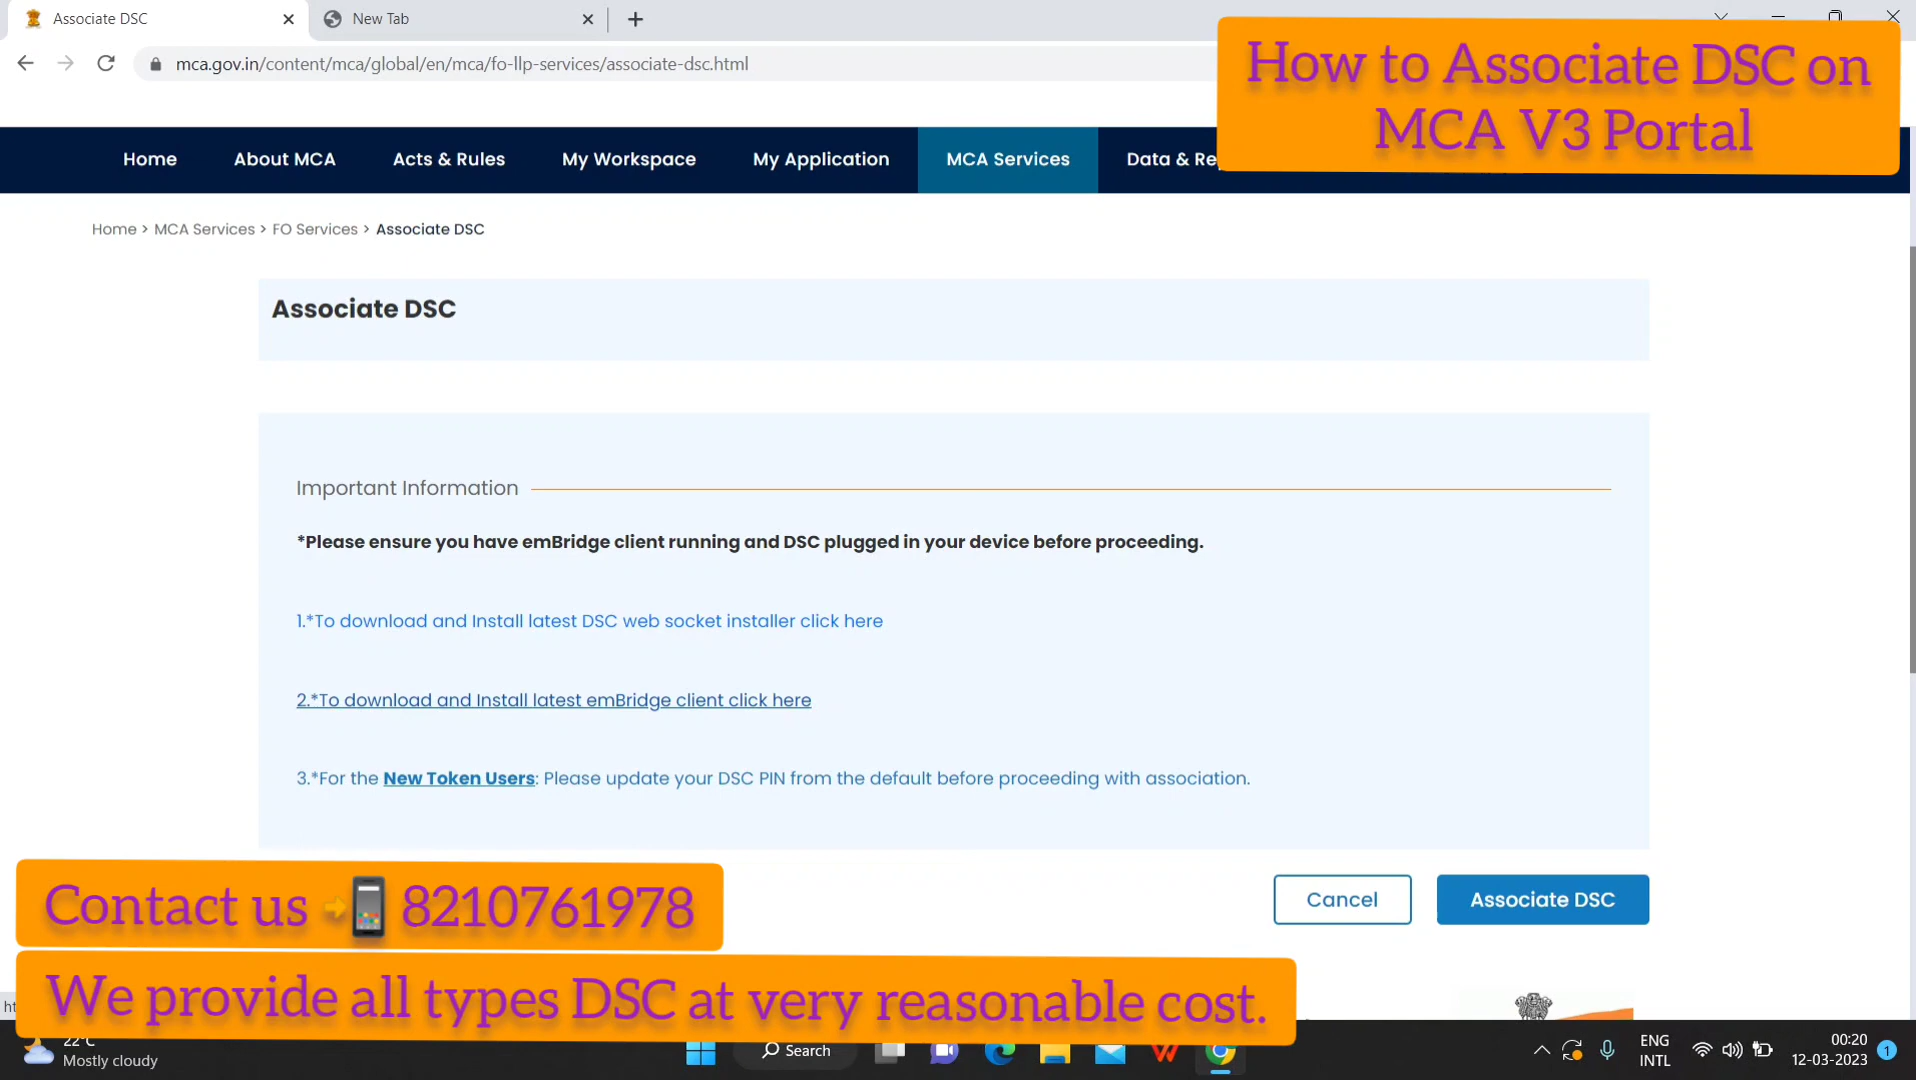 Associate DSC
New Tab
mca.gov.in/content/mca/global/en/mca/fo-llp-services/associate-dsc.html
How to Associate DSC on
MCA V3 Portal
Home About MCA Acts & Rules My Workspace My Application MCA Services Data & Re
Home > MCA Services > FO Services > Associate DSC
Associate DSC
Important Information
*Please ensure you have emBridge client running and DSC plugged in your device before proceeding.
1.*To download and Install latest DSC web socket installer click here
2.*To download and Install latest emBridge client click here
3.*For the New Token Users: Please update your DSC PIN from the default before proceeding with association.
Cancel Associate DSC
Contact us 8210761978
We provide all types DSC at very reasonable cost.
22°C
Mostly cloudy
Search
ENG
INTL
00:20
12-03-2023
1